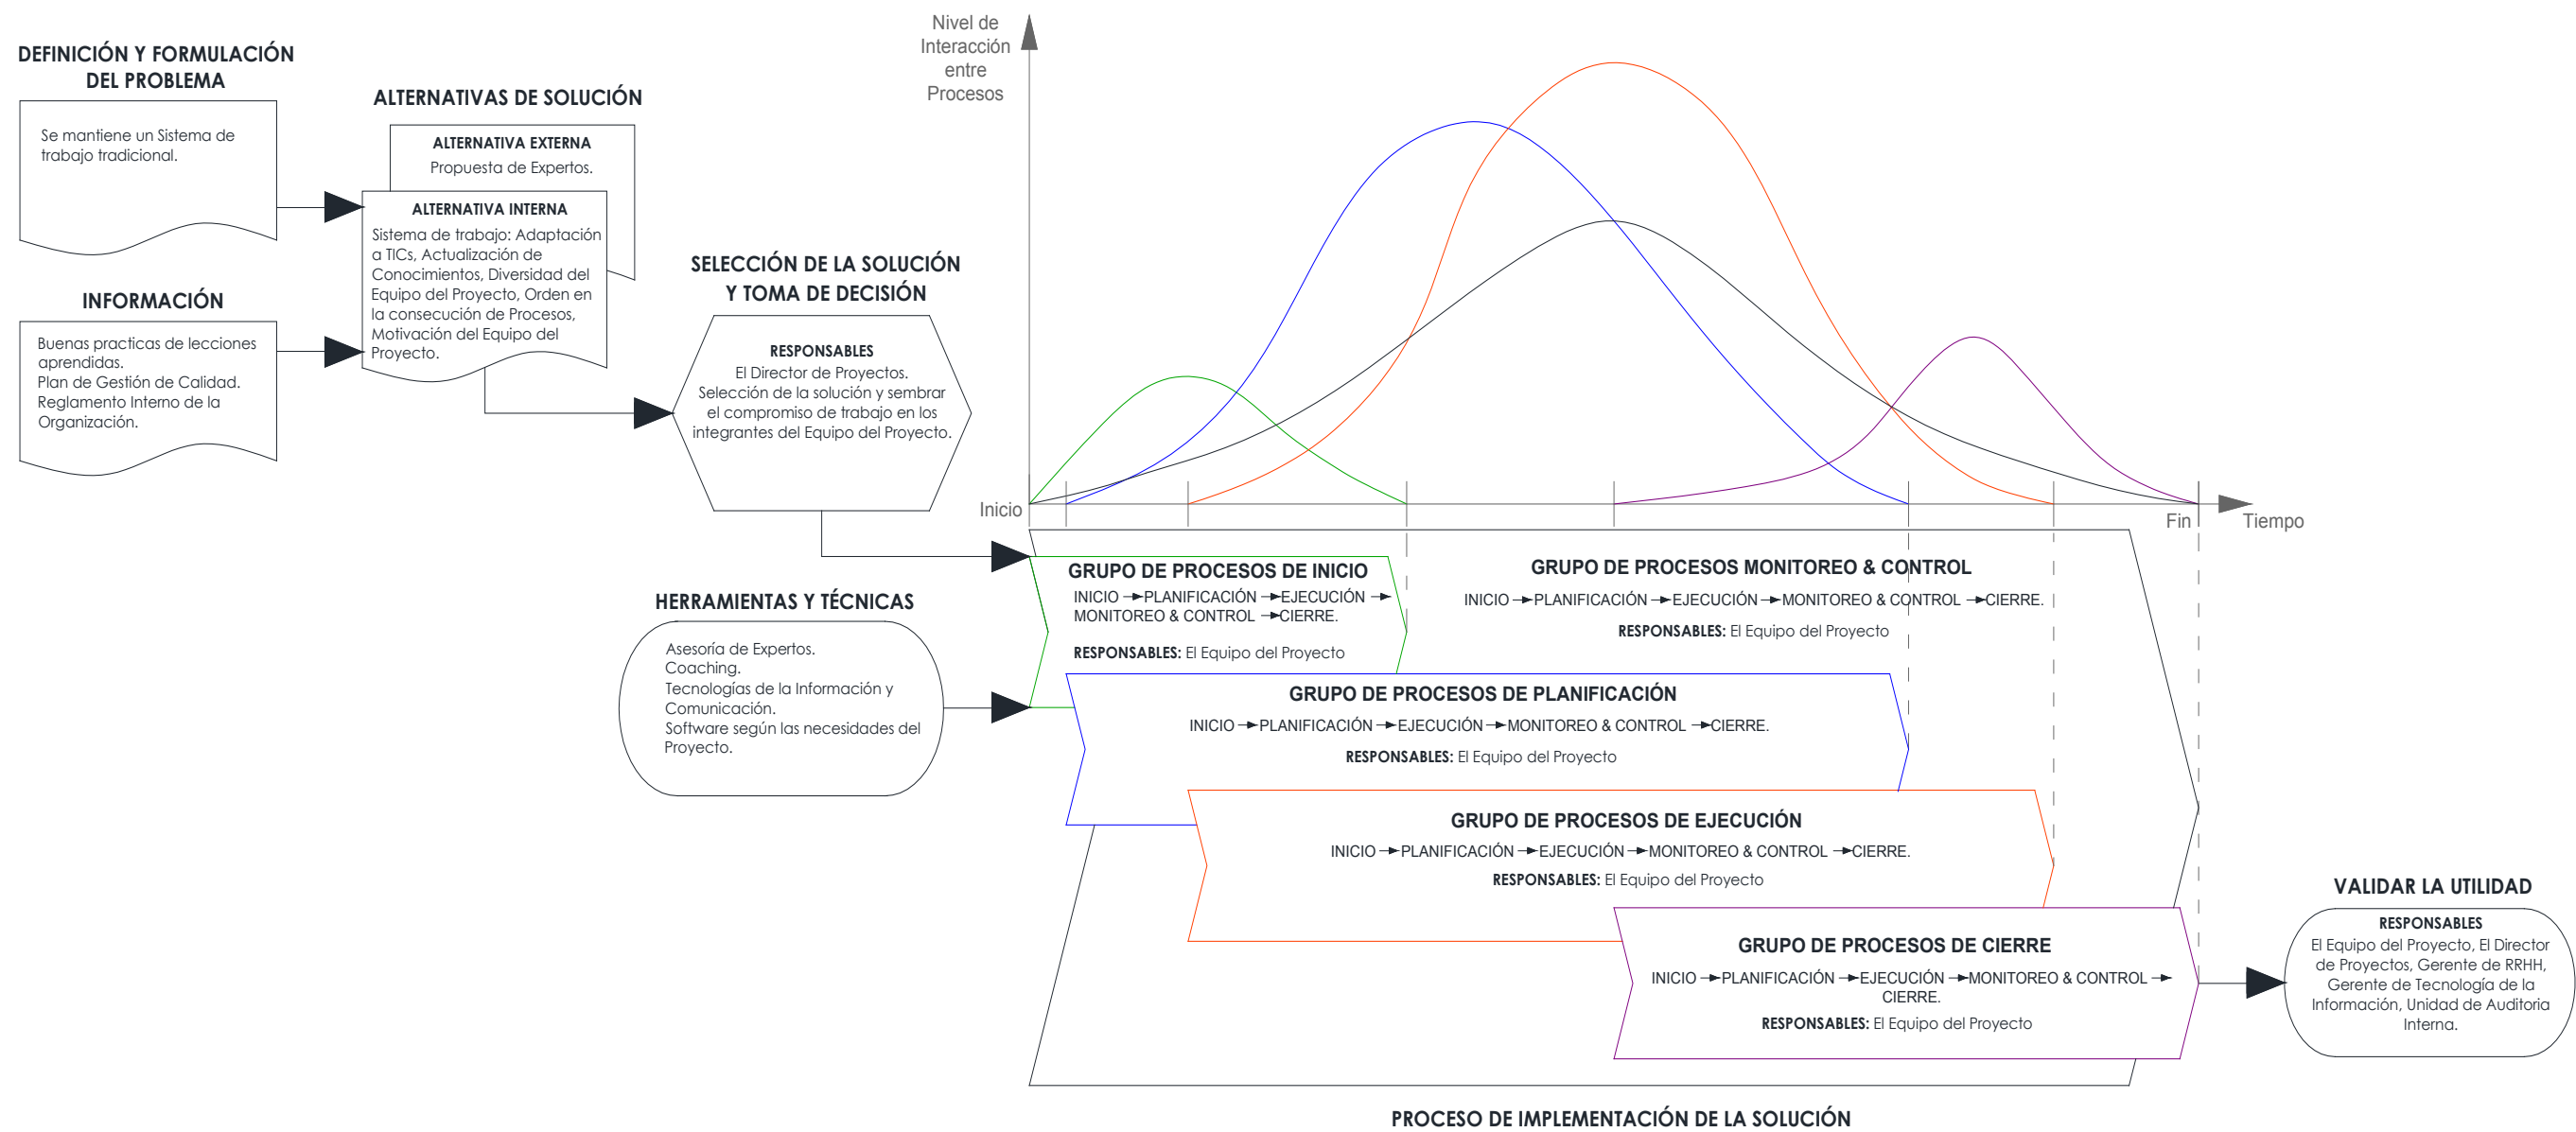 DEFINICIÓN Y FORMULACIÓN
DEL PROBLEMA
Se mantiene un Sistema de
trabajo tradicional.
INFORMACIÓN
Buenas practicas de lecciones
aprendidas.
Plan de Gestión de Calidad.
Reglamento Interno de la
Organización.
ALTERNATIVAS DE SOLUCIÓN
ALTERNATIVA EXTERNA
Propuesta de Expertos.
ALTERNATIVA INTERNA
Sistema de trabajo: Adaptación
a TICs, Actualización de
Conocimientos, Diversidad del
Equipo del Proyecto, Orden en
la consecución de Procesos,
Motivación del Equipo del
Proyecto.
SELECCIÓN DE LA SOLUCIÓN
Y TOMA DE DECISIÓN
RESPONSABLES
El Director de Proyectos.
Selección de la solución y sembrar
el compromiso de trabajo en los
integrantes del Equipo del Proyecto.
HERRAMIENTAS Y TÉCNICAS
Asesoría de Expertos.
Coaching.
Tecnologías de la Información y
Comunicación.
Software según las necesidades del
Proyecto.
Nivel de
Interacción
entre
Procesos
Inicio
Fin
Tiempo
GRUPO DE PROCESOS DE INICIO
INICIO PLANIFICACIÓN EJECUCIÓN
MONITOREO & CONTROL CIERRE.
RESPONSABLES: El Equipo del Proyecto
GRUPO DE PROCESOS MONITOREO & CONTROL
INICIO PLANIFICACIÓN EJECUCIÓN MONITOREO & CONTROL CIERRE.
RESPONSABLES: El Equipo del Proyecto
GRUPO DE PROCESOS DE PLANIFICACIÓN
INICIO PLANIFICACIÓN EJECUCIÓN MONITOREO & CONTROL CIERRE.
RESPONSABLES: El Equipo del Proyecto
GRUPO DE PROCESOS DE EJECUCIÓN
INICIO PLANIFICACIÓN EJECUCIÓN MONITOREO & CONTROL CIERRE.
RESPONSABLES: El Equipo del Proyecto
GRUPO DE PROCESOS DE CIERRE
INICIO PLANIFICACIÓN EJECUCIÓN MONITOREO & CONTROL
CIERRE.
RESPONSABLES: El Equipo del Proyecto
VALIDAR LA UTILIDAD
RESPONSABLES
El Equipo del Proyecto, El Director
de Proyectos, Gerente de RRHH,
Gerente de Tecnología de la
Información, Unidad de Auditoria
Interna.
PROCESO DE IMPLEMENTACIÓN DE LA SOLUCIÓN